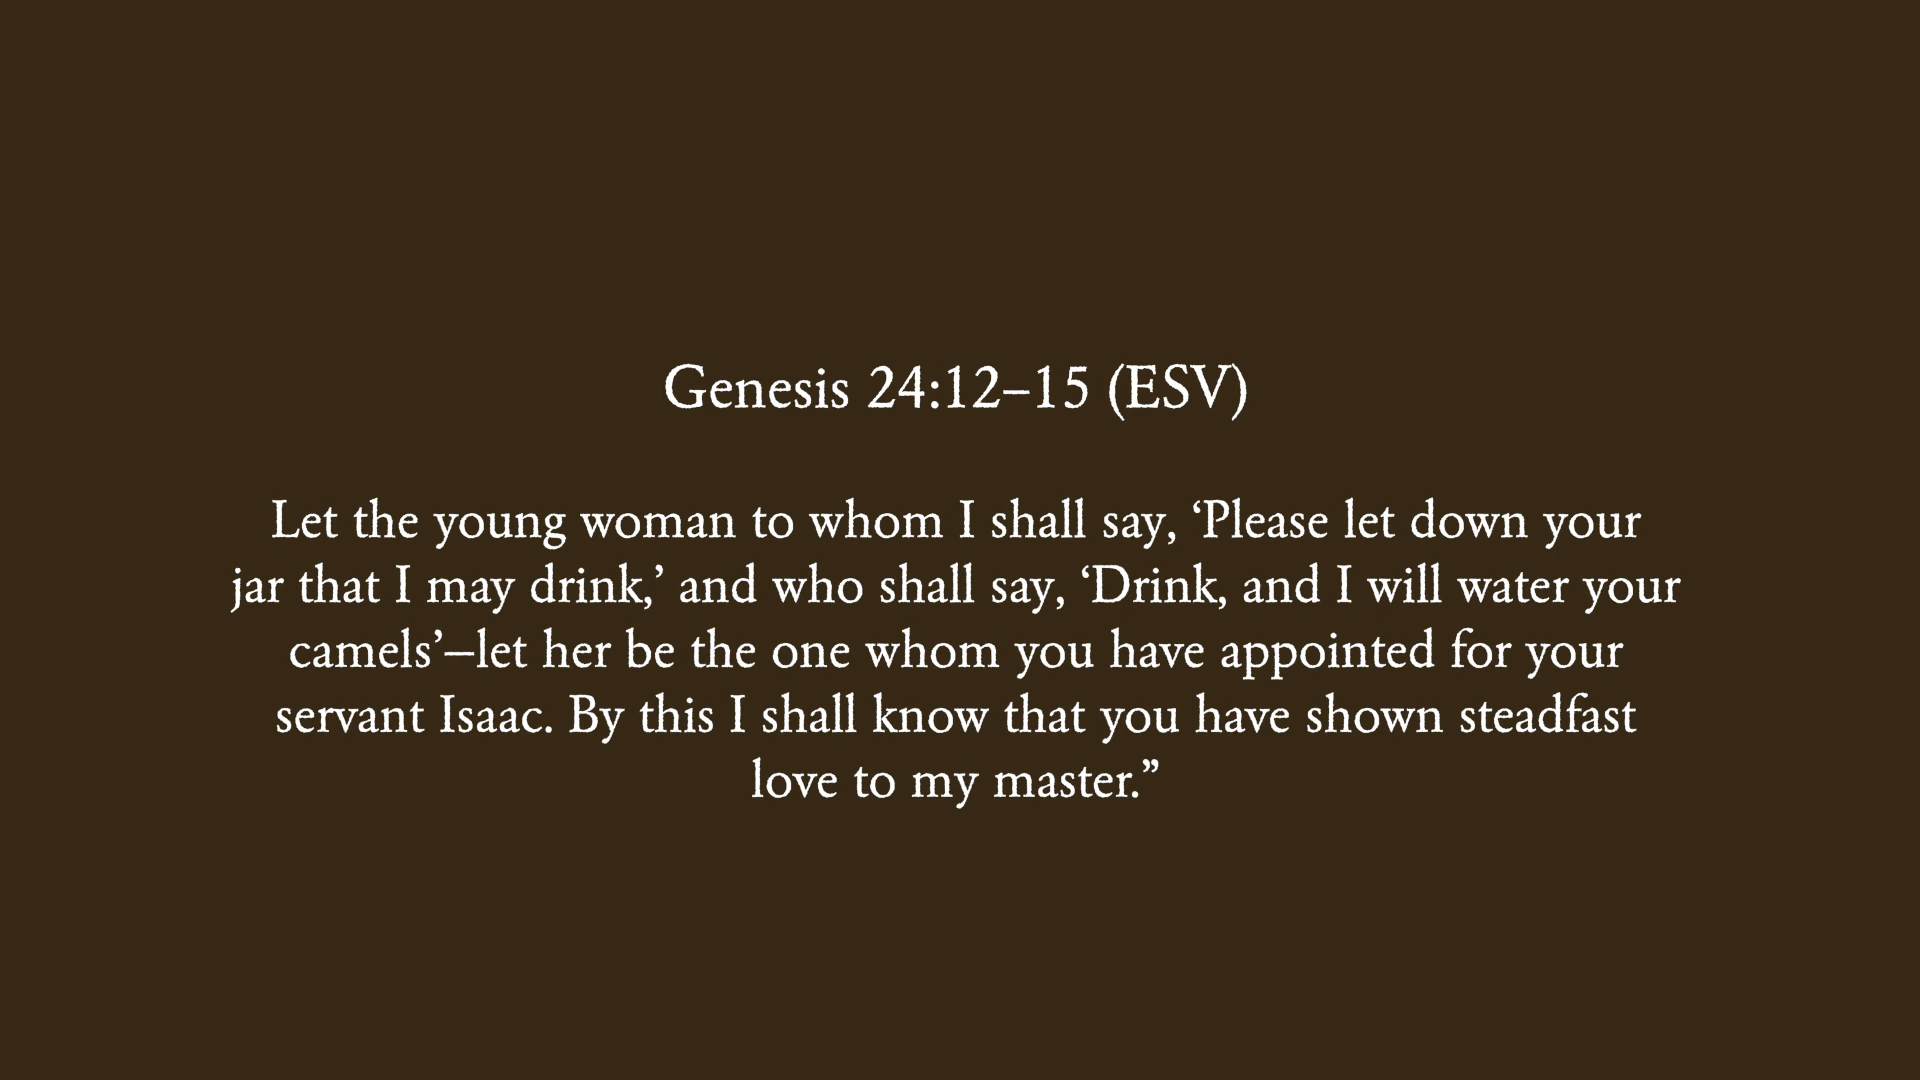 Genesis 24:12–15 (ESV)
Let the young woman to whom I shall say, ‘Please let down your
jar that I may drink,’ and who shall say, ‘Drink, and I will water your
camels’—let her be the one whom you have appointed for your
servant Isaac. By this I shall know that you have shown steadfast
love to my master.”